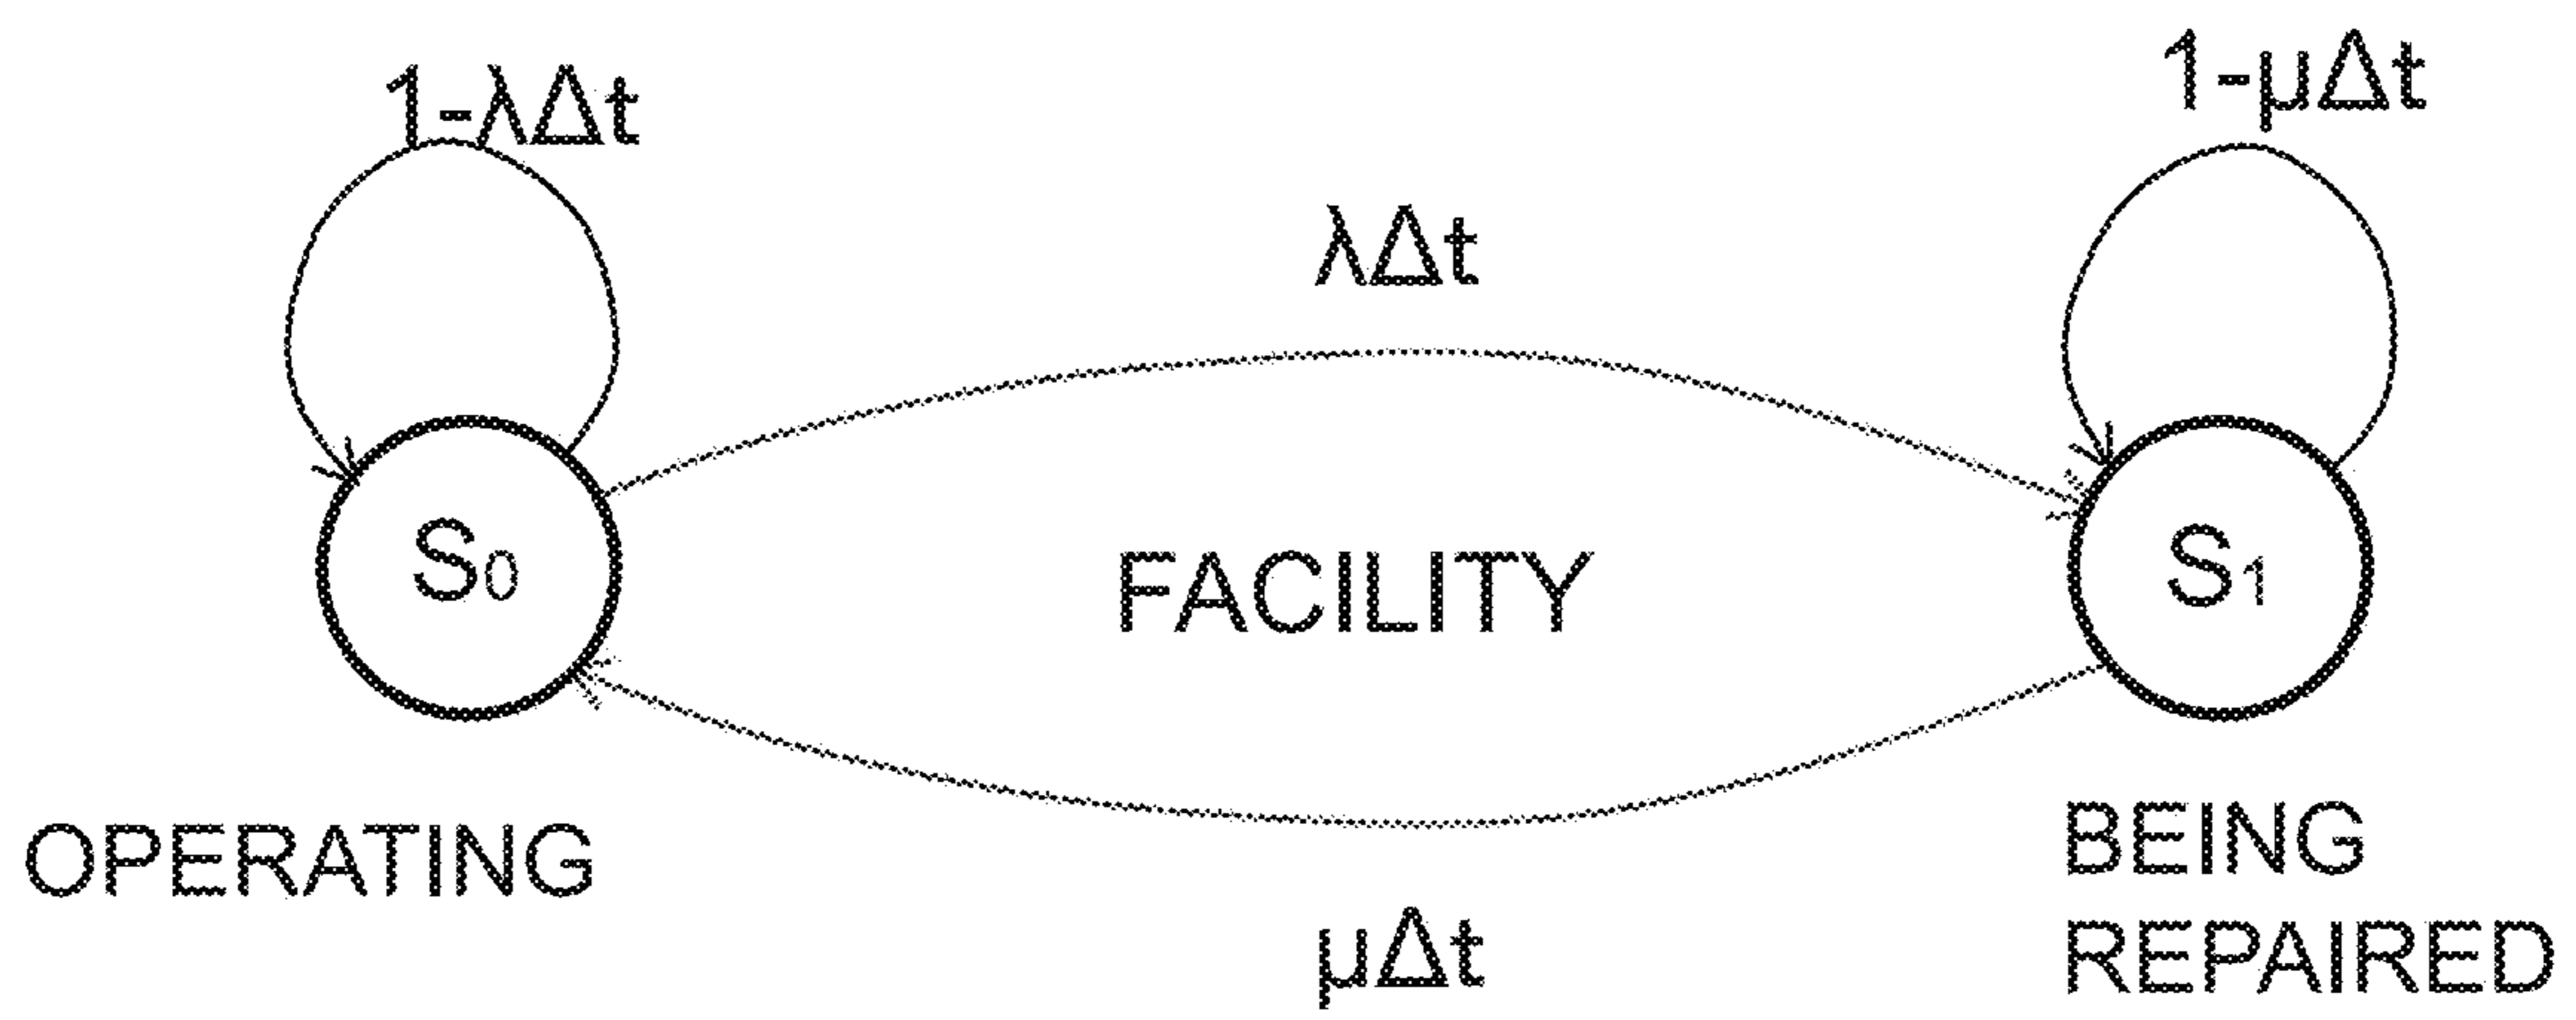 1-λΔt
1-μΔt
λΔt
S0
FACILITY
S1
OPERATING
BEING
REPAIRED
μΔt